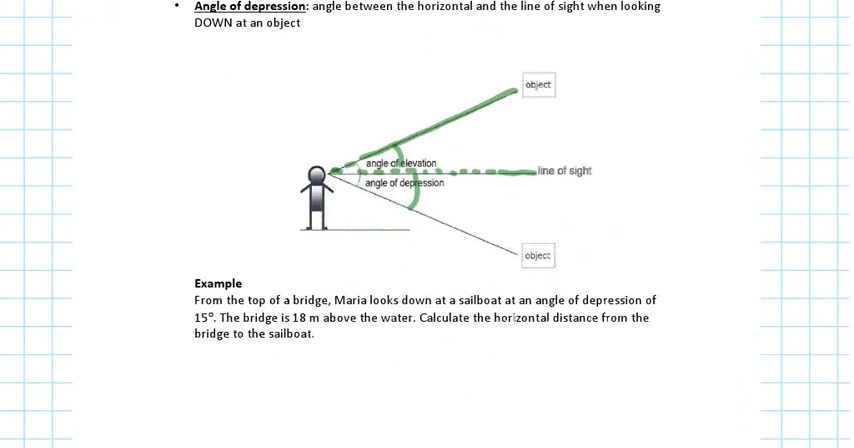 • Angle of depression: angle between the horizontal and the line of sight when looking
DOWN at an object
object
angle of elevation
line of sight
angle of depression
object
Example
From the top of a bridge, Maria looks down at a sailboat at an angle of depression of
15°. The bridge is 18 m above the water. Calculate the horizontal distance from the
bridge to the sailboat.